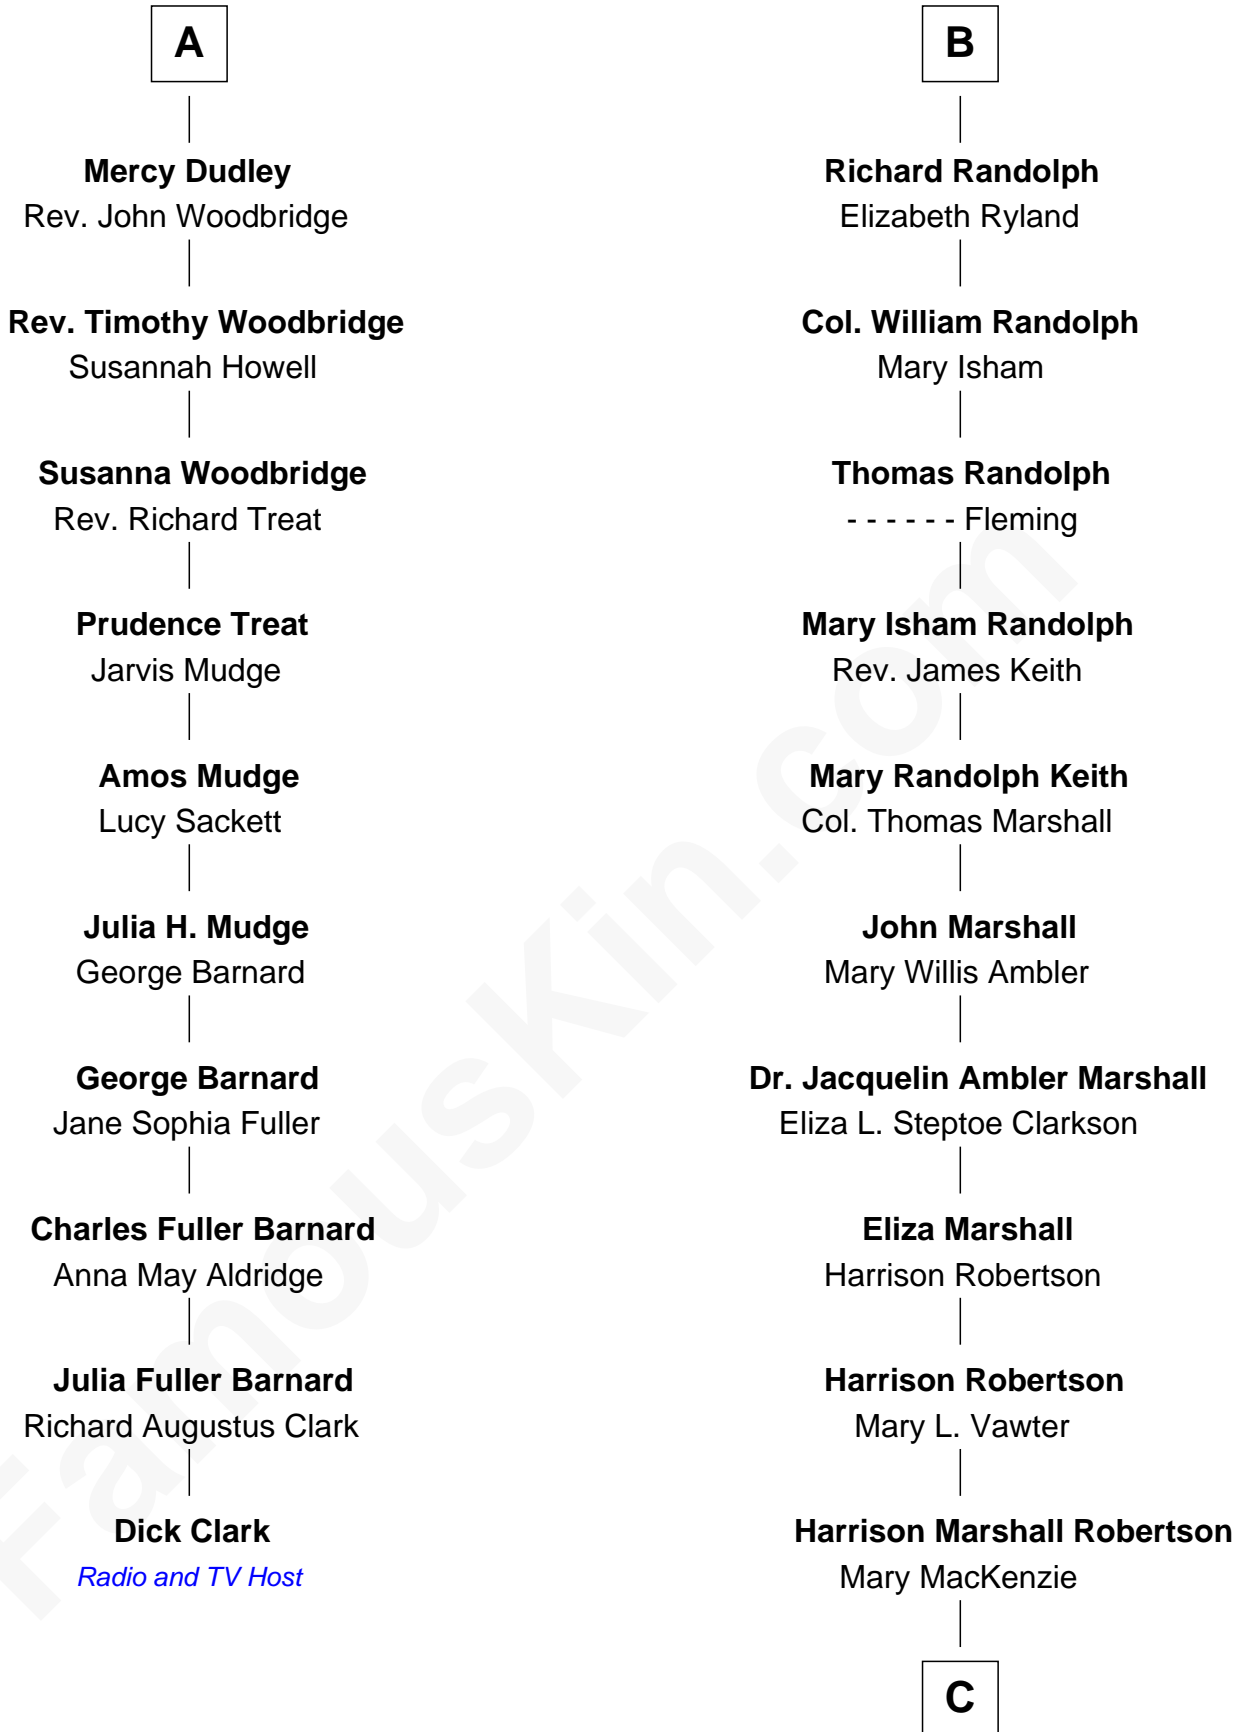 A
Mercy Dudley
Rev. John Woodbridge
Rev. Timothy Woodbridge
Susannah Howell
Susanna Woodbridge
Rev. Richard Treat
Prudence Treat
Jarvis Mudge
Amos Mudge
Lucy Sackett
Julia H. Mudge
George Barnard
George Barnard
Jane Sophia Fuller
Charles Fuller Barnard
Anna May Aldridge
Julia Fuller Barnard
Richard Augustus Clark
Dick Clark
Radio and TV Host
B
Richard Randolph
Elizabeth Ryland
Col. William Randolph
Mary Isham
Thomas Randolph
- - - - - - Fleming
Mary Isham Randolph
Rev. James Keith
Mary Randolph Keith
Col. Thomas Marshall
John Marshall
Mary Willis Ambler
Dr. Jacquelin Ambler Marshall
Eliza L. Steptoe Clarkson
Eliza Marshall
Harrison Robertson
Harrison Robertson
Mary L. Vawter
Harrison Marshall Robertson
Mary MacKenzie
C
FamousKin.com